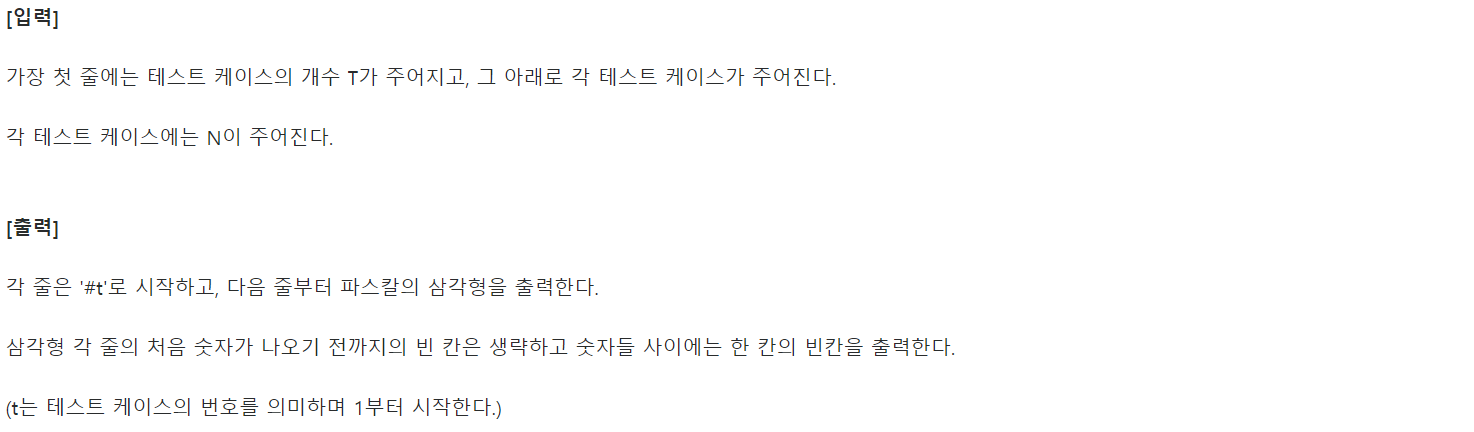 [입력]
가장 첫 줄에는 테스트 케이스의 개수 T가 주어지고, 그 아래로 각 테스트 케이스가 주어진다.
각 테스트 케이스에는 N이 주어진다.
[출력]
각 줄은 '#t'로 시작하고, 다음 줄부터 파스칼의 삼각형을 출력한다.
삼각형 각 줄의 처음 숫자가 나오기 전까지의 빈 칸은 생략하고 숫자들 사이에는 한 칸의 빈칸을 출력한다.
(t는 테스트 케이스의 번호를 의미하며 1부터 시작한다.)